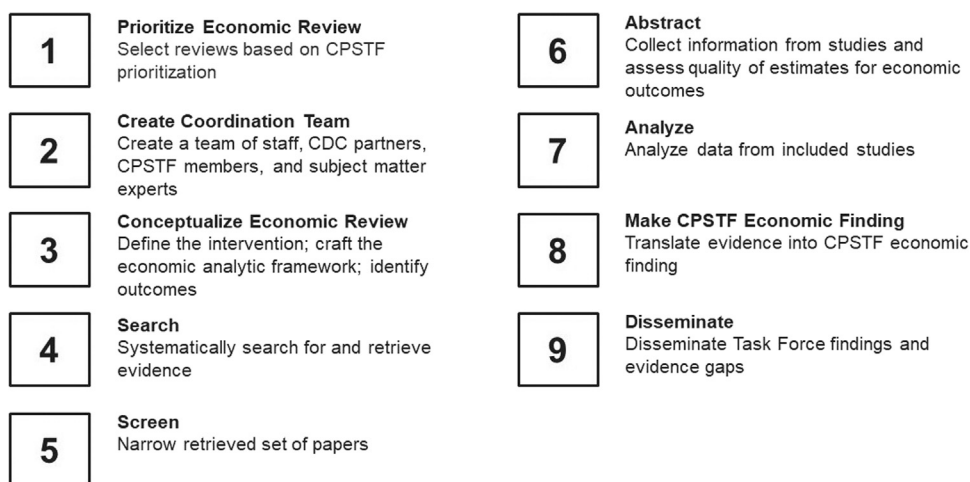 1
Prioritize Economic Review
Select reviews based on CPSTF
prioritization
2
Create Coordination Team
Create a team of staff, CDC partners,
CPSTF members, and subject matter
experts
3
Conceptualize Economic Review
Define the intervention; craft the
economic analytic framework; identify
outcomes
4
Search
Systematically search for and retrieve
evidence
5
Screen
Narrow retrieved set of papers
6
Abstract
Collect information from studies and
assess quality of estimates for economic
outcomes
7
Analyze
Analyze data from included studies
8
Make CPSTF Economic Finding
Translate evidence into CPSTF economic
finding
9
Disseminate
Disseminate Task Force findings and
evidence gaps